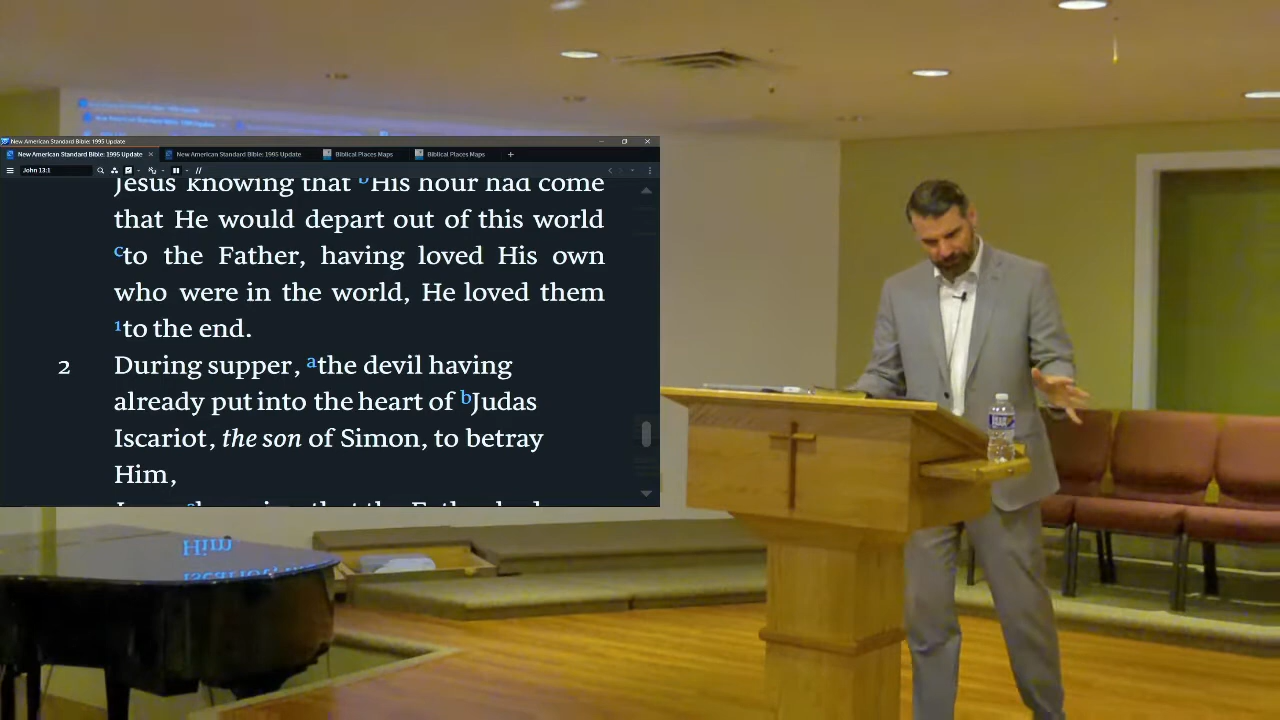 New American Standard Bible: 1995 Update
New American Standard Bible: 1995 Update
New American Standard Bible: 1995 Update
Biblical Places Maps
Biblical Places Maps
John 13:1
Jesus knowing that bHis hour had come
that He would depart out of this world
cto the Father, having loved His own
who were in the world, He loved them
1to the end.
2 During supper, athe devil having
already put into the heart of bJudas
Iscariot, the son of Simon, to betray
Him,
Him